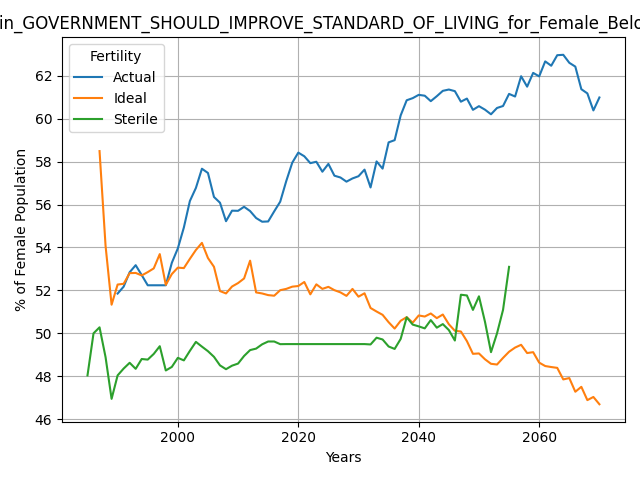 in_GOVERNMENT_SHOULD_IMPROVE_STANDARD_OF_LIVING_for_Female_Belo
Fertility
Actual
Ideal
Sterile
% of Female Population
62
60
58
56
54
52
50
48
46
2000 2020 2040 2060
Years